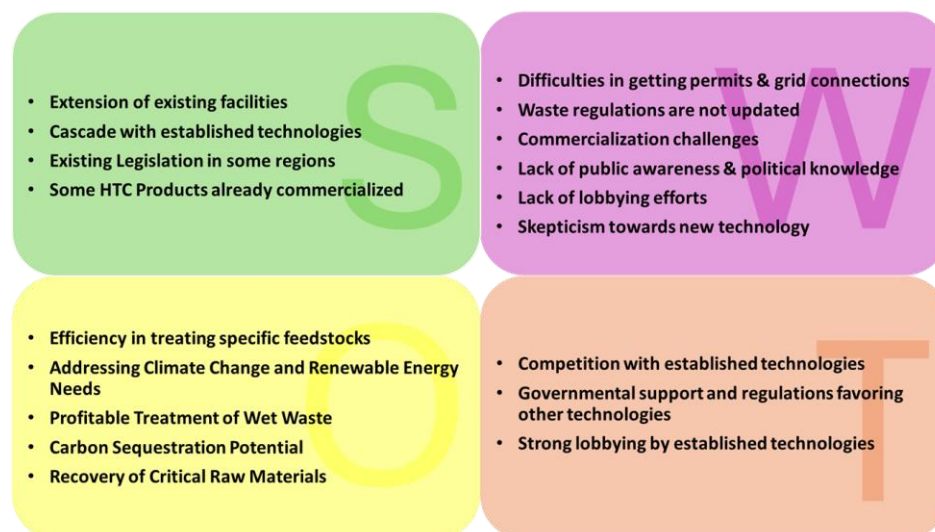 S
• Extension of existing facilities
• Cascade with established technologies
• Existing Legislation in some regions
• Some HTC Products already commercialized
W
• Difficulties in getting permits & grid connections
• Waste regulations are not updated
• Commercialization challenges
• Lack of public awareness & political knowledge
• Lack of lobbying efforts
• Skepticism towards new technology
O
• Efficiency in treating specific feedstocks
• Addressing Climate Change and Renewable Energy
Needs
• Profitable Treatment of Wet Waste
• Carbon Sequestration Potential
• Recovery of Critical Raw Materials
T
• Competition with established technologies
• Governmental support and regulations favoring
other technologies
• Strong lobbying by established technologies